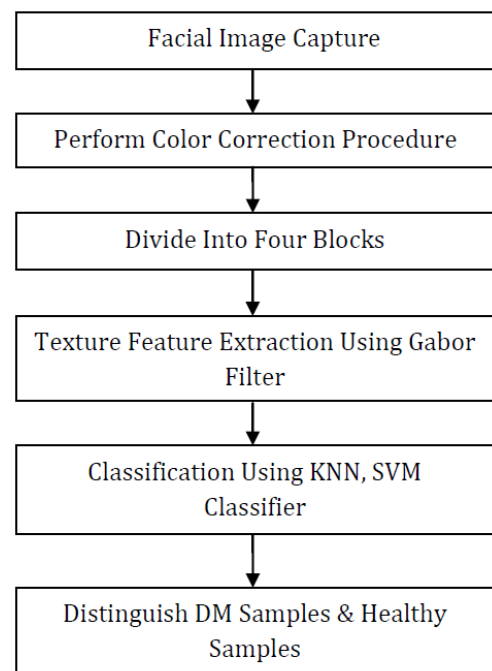 Facial Image Capture
Perform Color Correction Procedure
Divide Into Four Blocks
Texture Feature Extraction Using Gabor
Filter
Classification Using KNN, SVM
Classifier
Distinguish DM Samples & Healthy
Samples